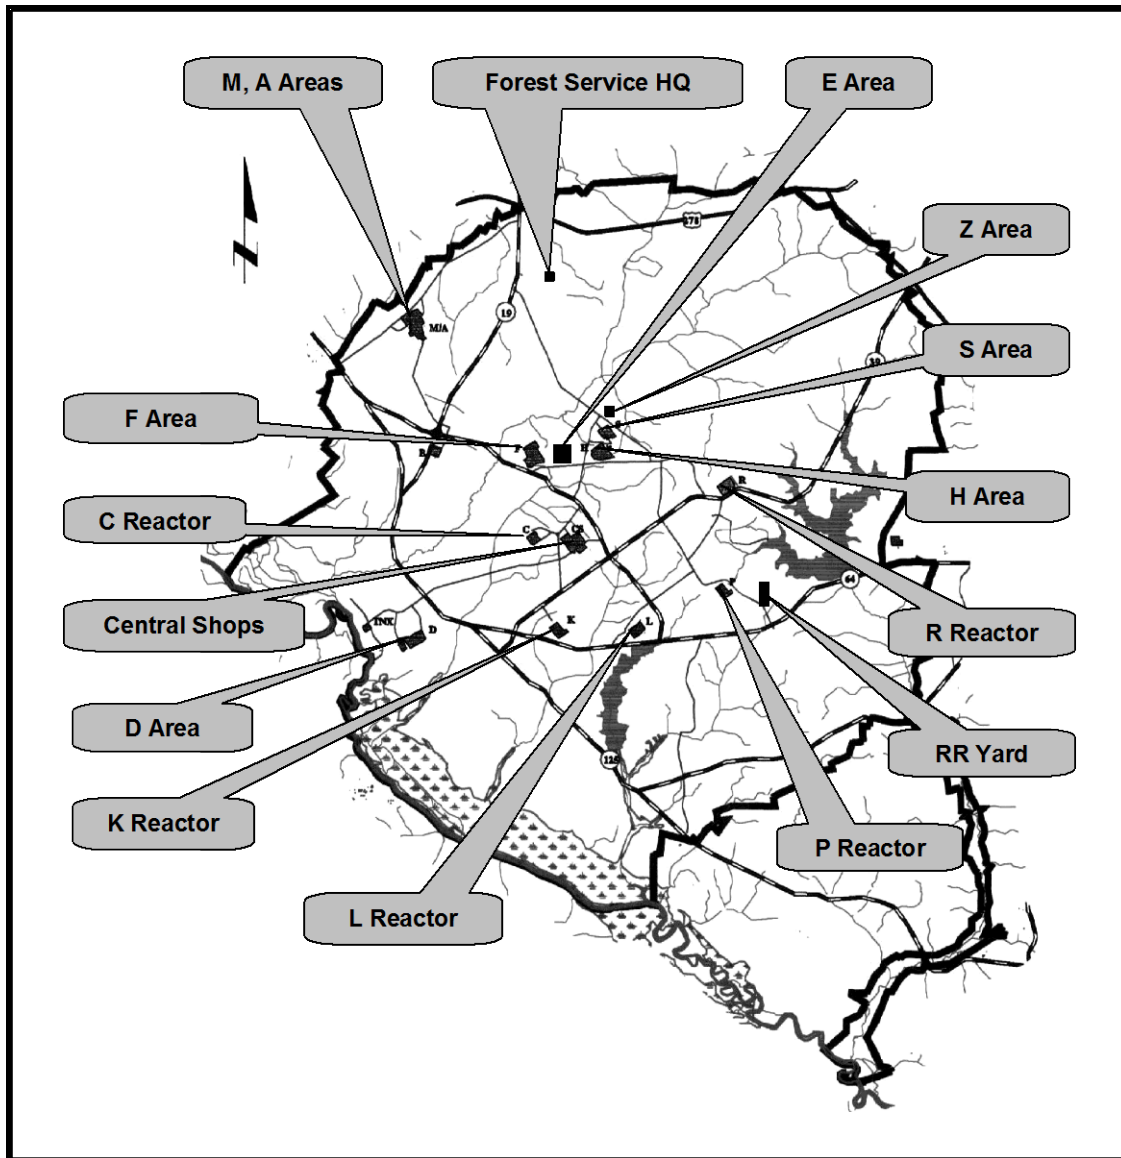 M, A Areas
Forest Service HQ
E Area
Z Area
278
19
M/A
S Area
39
F Area
S
B
F
H
H Area
R
C Reactor
C
CS
64
P
Central Shops
TNX
D
K
L
R Reactor
D Area
125
RR Yard
K Reactor
P Reactor
L Reactor